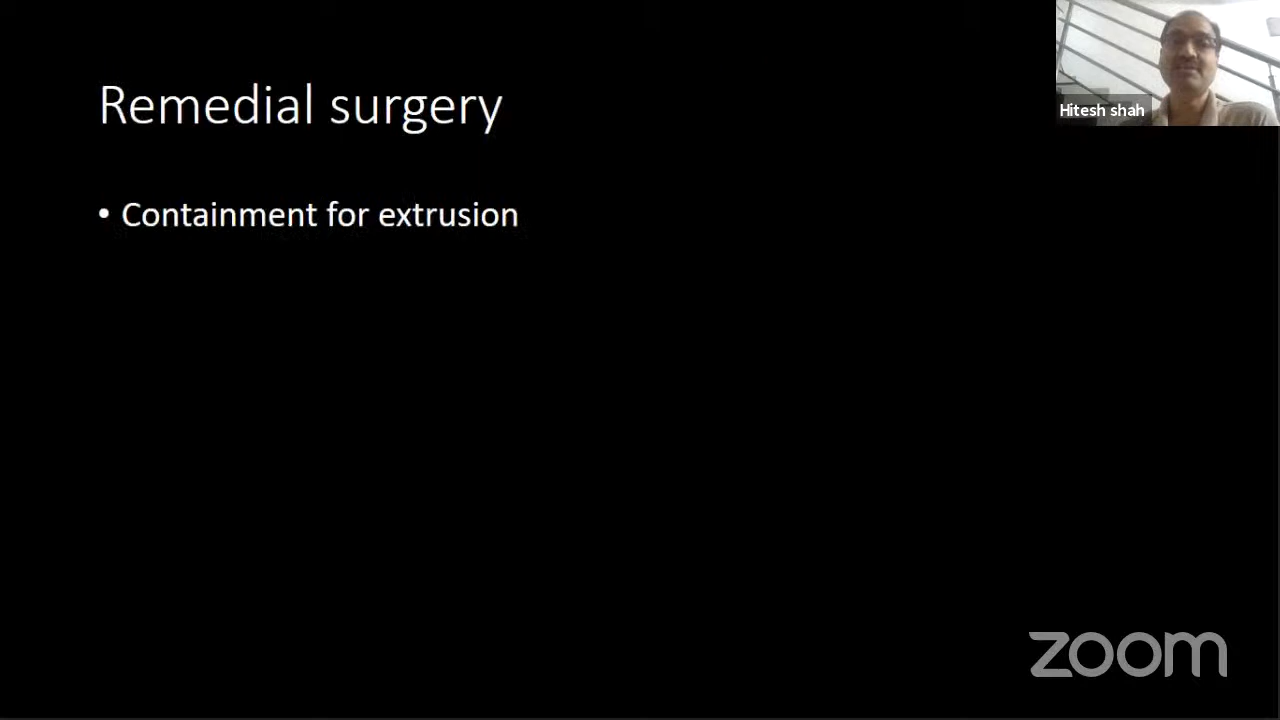 Remedial surgery
Hitesh shah
• Containment for extrusion
zoom